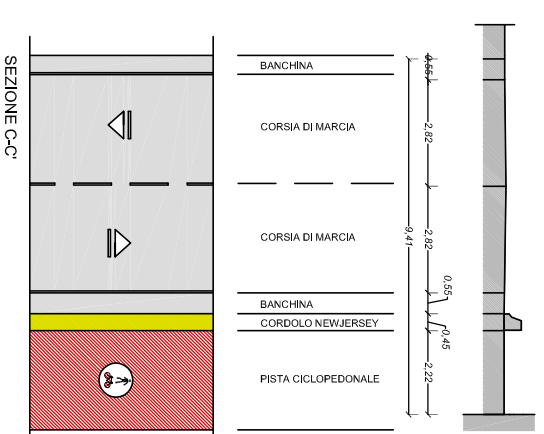 SEZIONE C-C'
BANCHINA
CORSIA DI MARCIA
CORSIA DI MARCIA
BANCHINA
CORDOLO NEWJERSEY
PISTA CICLOPEDONALE
0,55
2,82
9,41
2,82
0,55
0,45
2,22